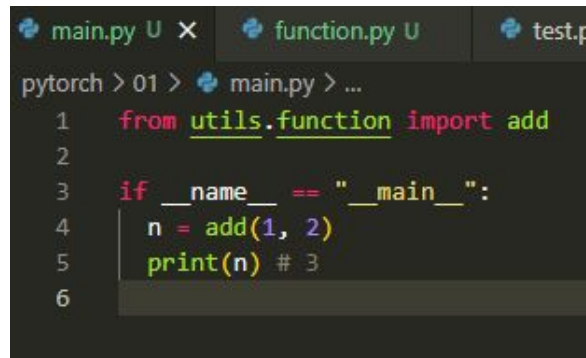 main.py U X function.py U test.p
pytorch > 01 > main.py > ...
1 from utils.function import add
2
3 if __name__ == "__main__":
4 n = add(1, 2)
5 print(n) # 3
6